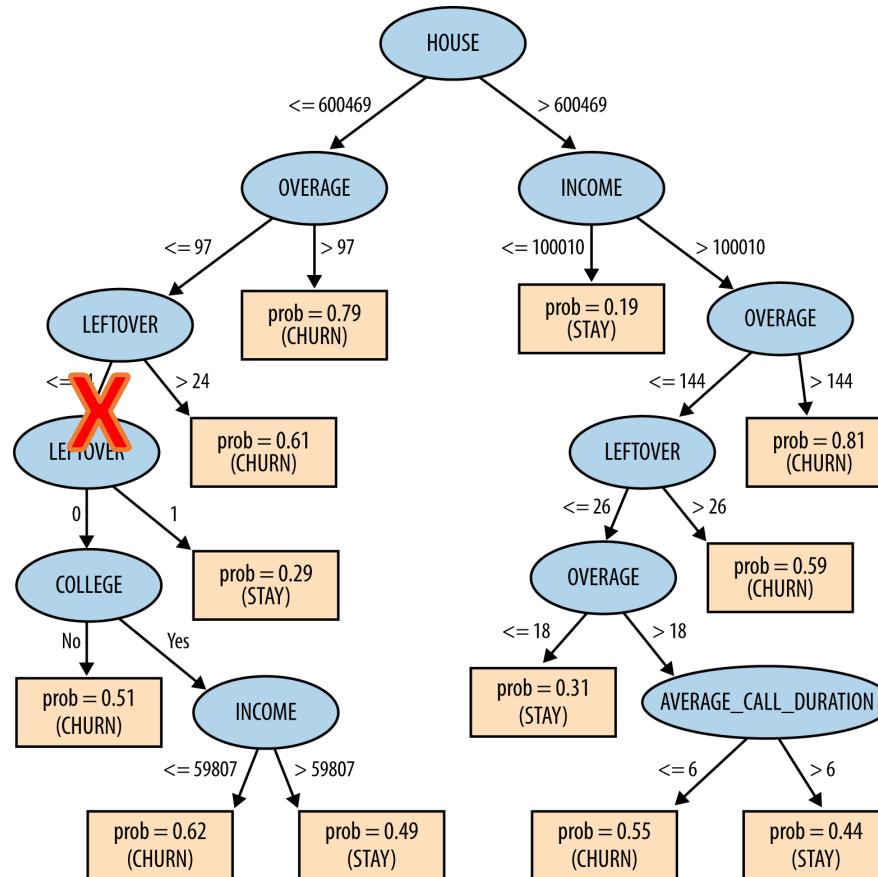 HOUSE
<= 600469
> 600469
OVERAGE
INCOME
<= 97
> 97
<= 100010
> 100010
LEFTOVER
prob = 0.79
(CHURN)
prob = 0.19
(STAY)
OVERAGE
> 24
<= 144
> 144
LEFTOVER
prob = 0.61
(CHURN)
LEFTOVER
prob = 0.81
(CHURN)
0
1
<= 26
> 26
COLLEGE
prob = 0.29
(STAY)
OVERAGE
prob = 0.59
(CHURN)
No
Yes
<= 18
> 18
prob = 0.51
(CHURN)
INCOME
prob = 0.31
(STAY)
AVERAGE_CALL_DURATION
<= 59807
> 59807
<= 6
> 6
prob = 0.62
(CHURN)
prob = 0.49
(STAY)
prob = 0.55
(CHURN)
prob = 0.44
(STAY)